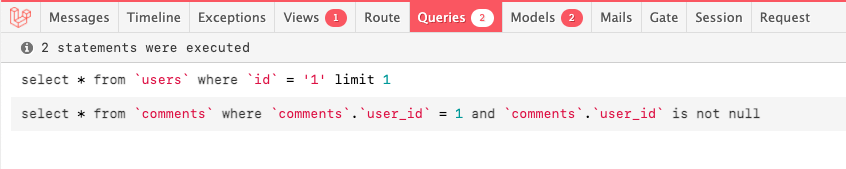 Messages Timeline Exceptions Views 1 Route Queries 2 Models 2 Mails Gate Session Request
2 statements were executed
select * from `users` where `id` = '1' limit 1
select * from `comments` where `comments`.`user_id` = 1 and `comments`.`user_id` is not null